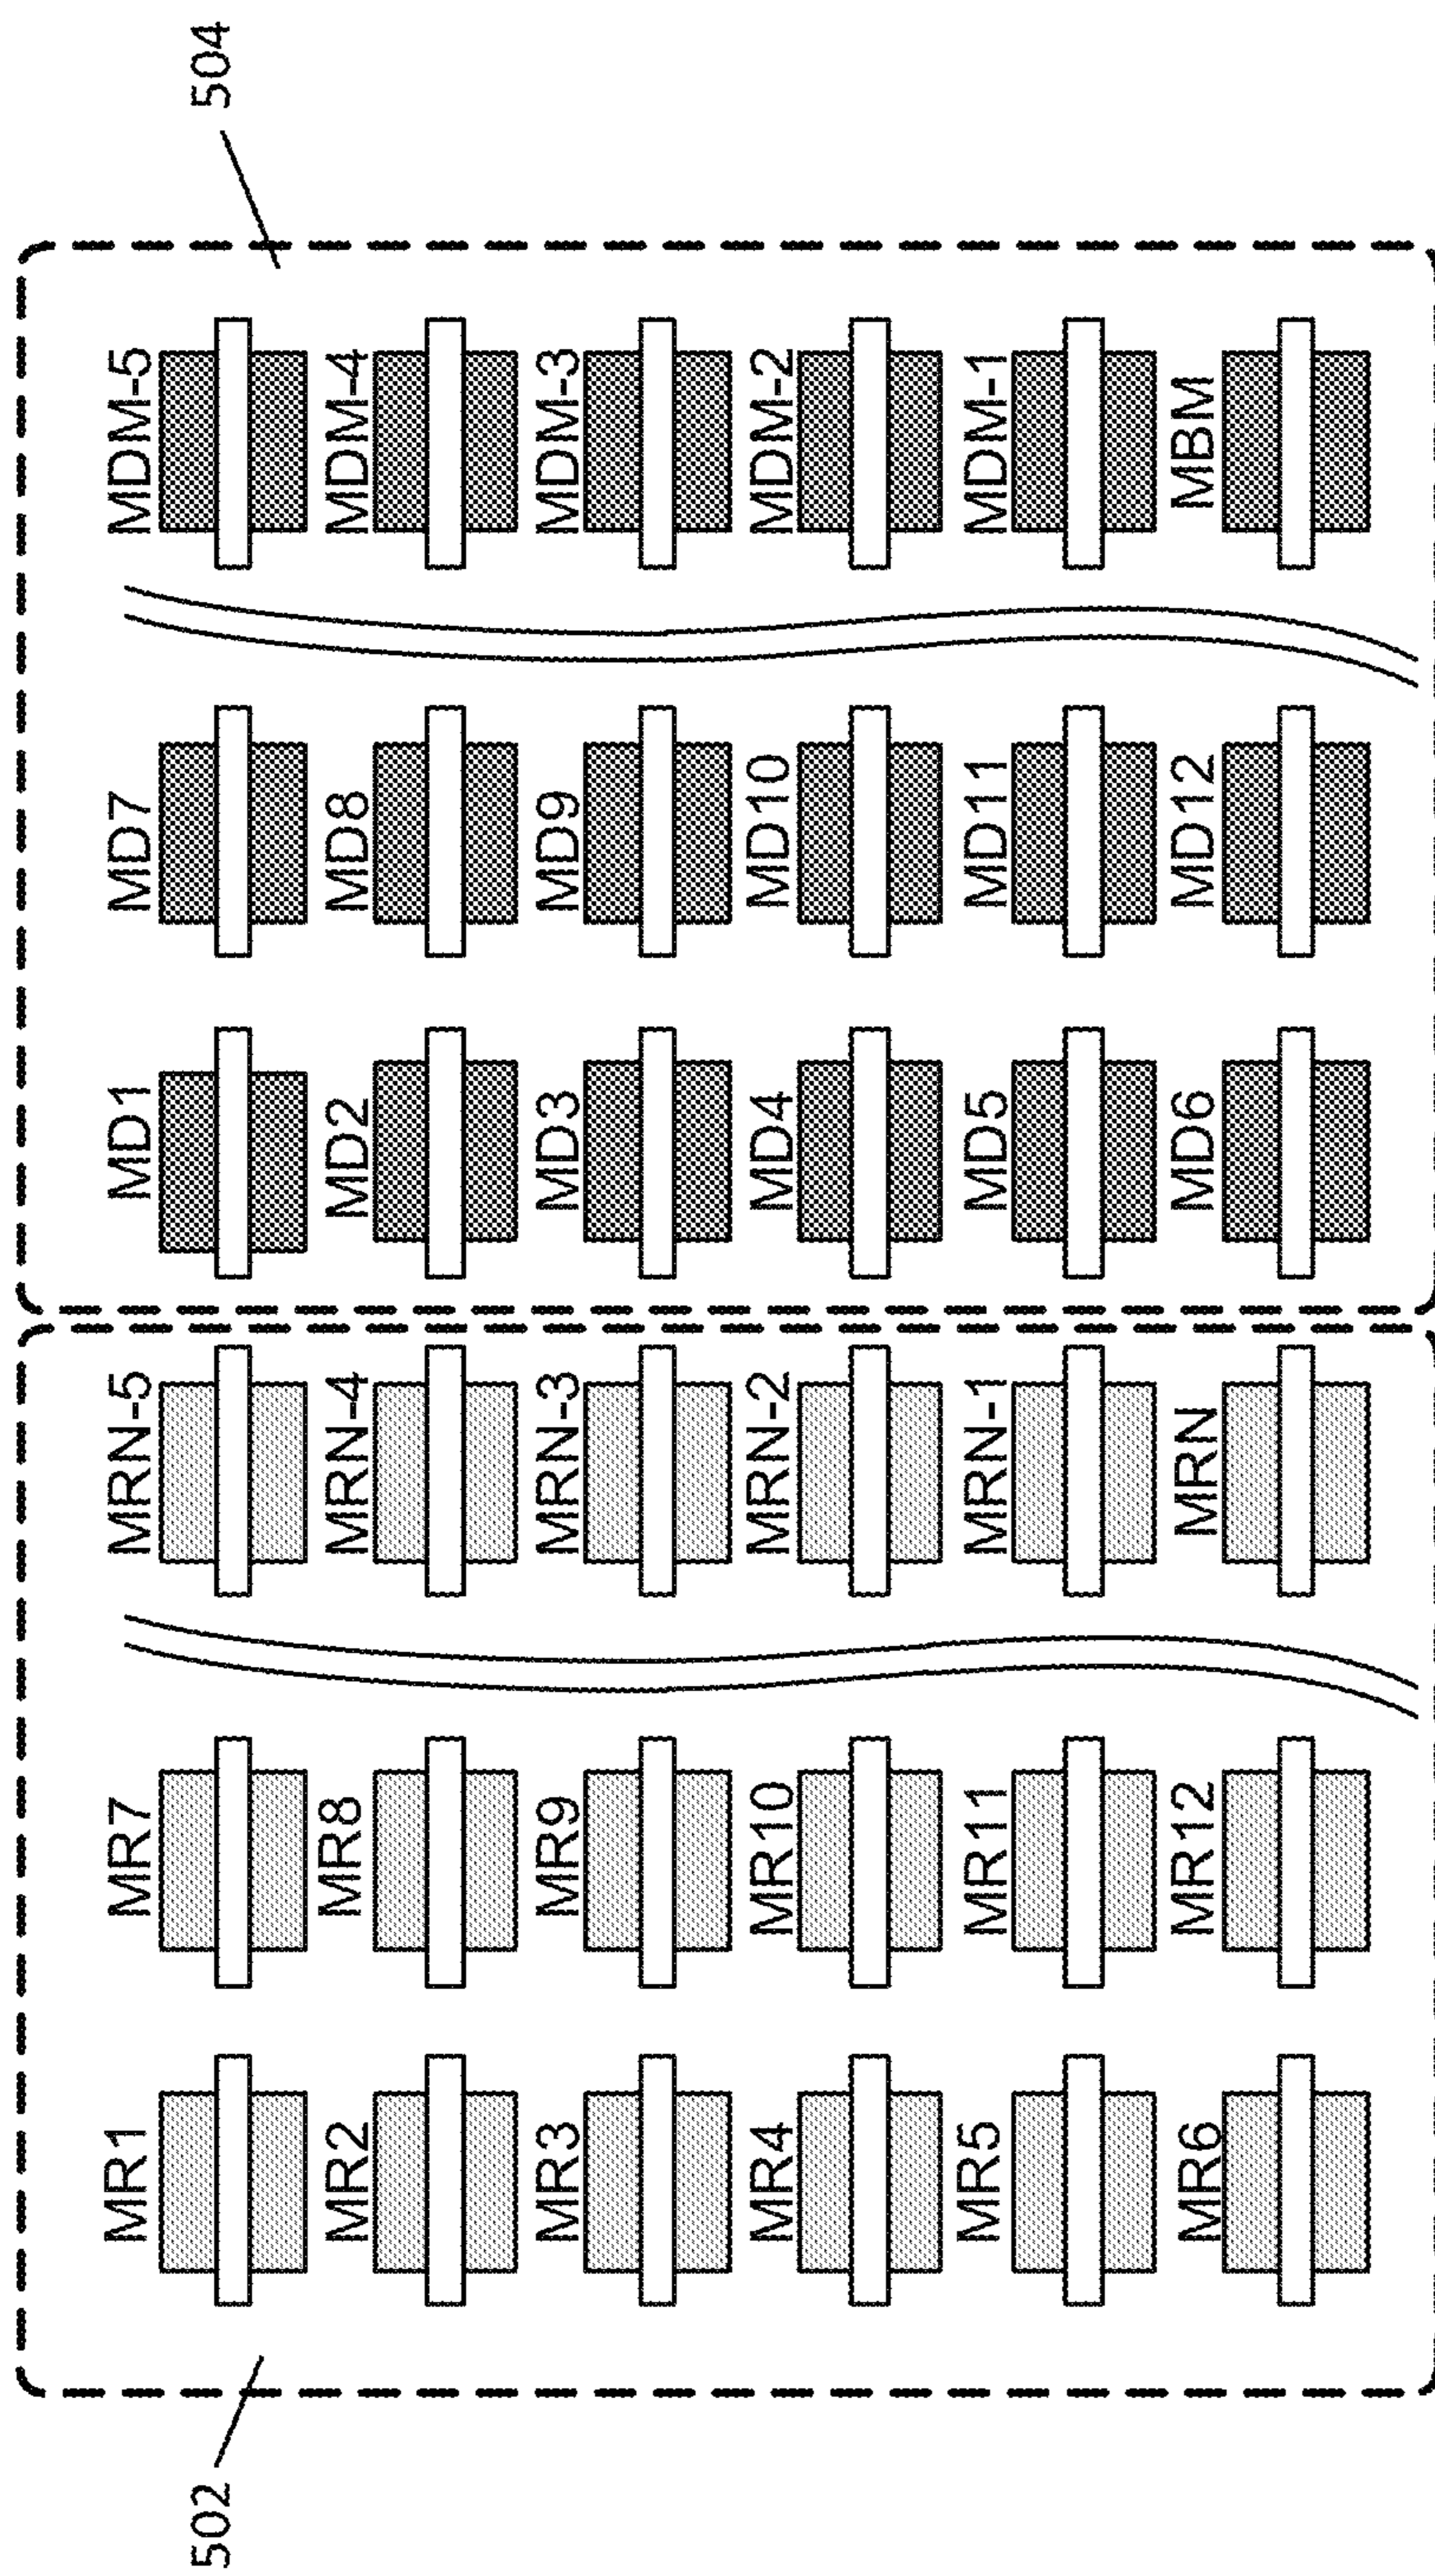 MR1 MR7 MRN-5 MD1 MD7 MDM-5
502 504
MR2 MR8 MRN-4 MD2 MD8 MDM-4
MR3 MR9 MRN-3 MD3 MD9 MDM-3
MR4 MR10 MRN-2 MD4 MD10 MDM-2
MR5 MR11 MRN-1 MD5 MD11 MDM-1
MR6 MR12 MRN MD6 MD12 MBM